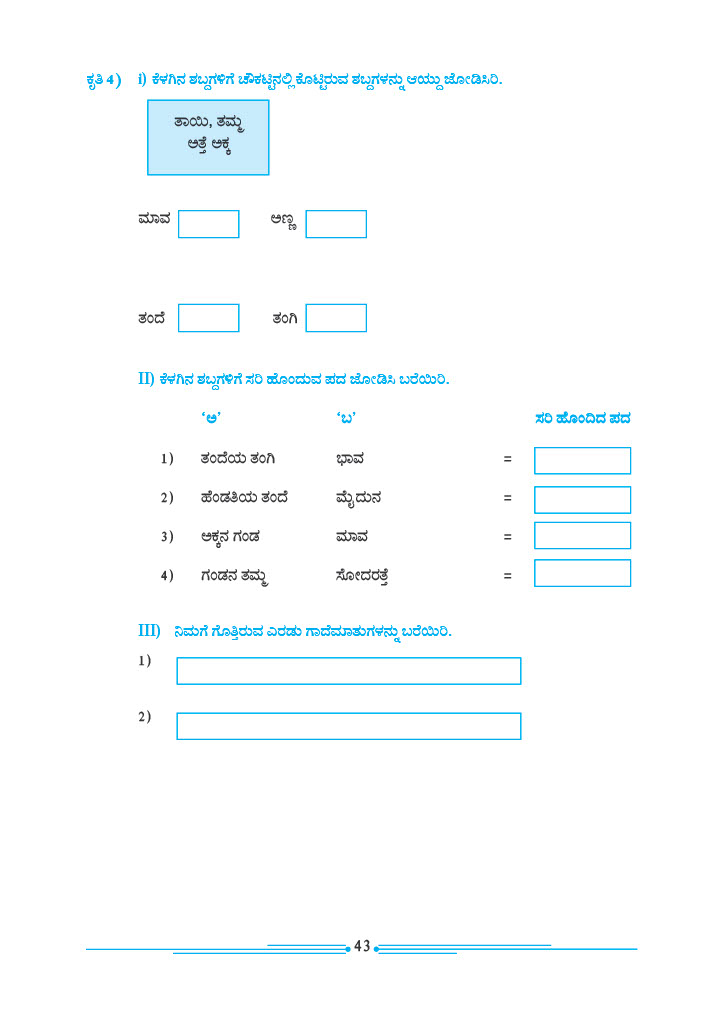 ಕೃತಿ 4) i) ಕೆಳಗಿನ ಶಬ್ದಗಳಿಗೆ ಚೌಕಟ್ಟಿನಲ್ಲಿ ಕೊಟ್ಟಿರುವ ಶಬ್ದಗಳನ್ನು ಆಯ್ದು ಜೋಡಿಸಿರಿ.
ತಾಯಿ, ತಮ್ಮ
ಅತ್ತೆ ಅಕ್ಕ
ಮಾವ ಅಣ್ಣ
ತಂದೆ ತಂಗಿ
II) ಕೆಳಗಿನ ಶಬ್ದಗಳಿಗೆ ಸರಿ ಹೊಂದುವ ಪದ ಜೋಡಿಸಿ ಬರೆಯಿರಿ.
‘ಅ’ ‘ಬ’ ಸರಿ ಹೊಂದಿದ ಪದ
1) ತಂದೆಯ ತಂಗಿ ಭಾವ =
2) ಹೆಂಡತಿಯ ತಂದೆ ಮೈದುನ =
3) ಅಕ್ಕನ ಗಂಡ ಮಾವ =
4) ಗಂಡನ ತಮ್ಮ ಸೋದರತ್ತೆ =
III) ನಿಮಗೆ ಗೊತ್ತಿರುವ ಎರಡು ಗಾದೆಮಾತುಗಳನ್ನು ಬರೆಯಿರಿ.
1)
2)
43